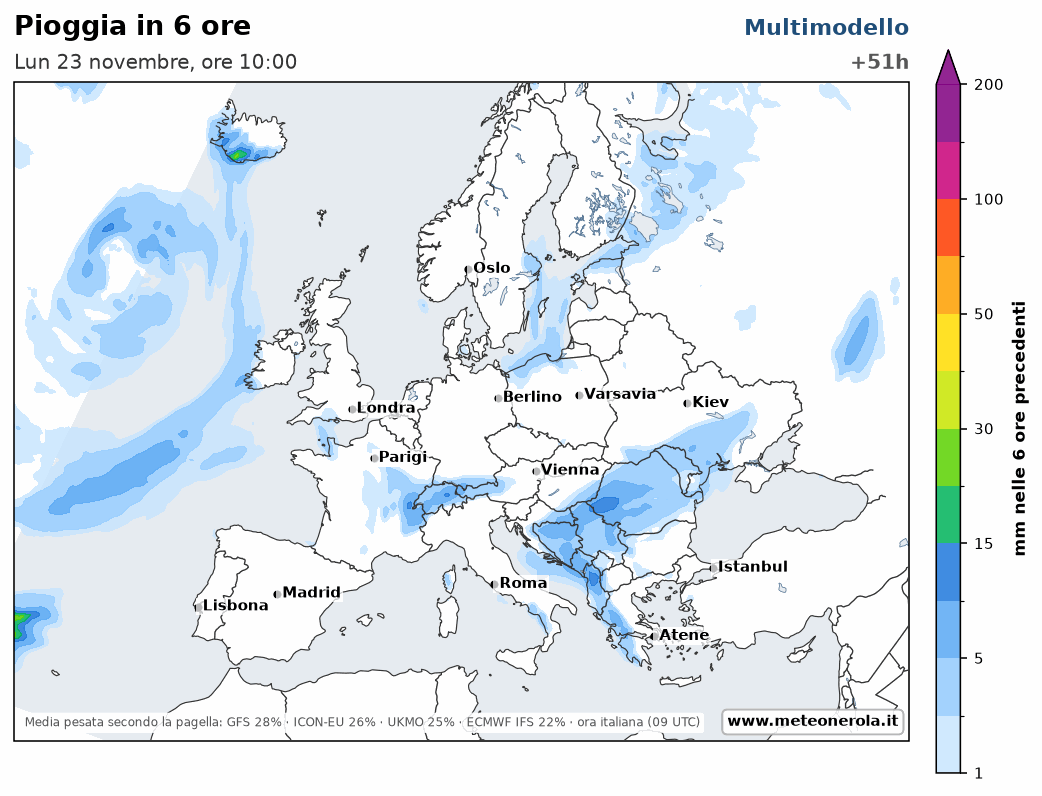 Pioggia in 6 ore
Multimodello
Lun 23 novembre, ore 10:00
+51h
200
100
50
30
15
5
1
mm nelle 6 ore precedenti
Oslo
Berlino
Varsavia
Kiev
Londra
Parigi
Vienna
Istanbul
Roma
Madrid
Lisbona
Atene
Media pesata secondo la pagella: GFS 28% · ICON-EU 26% · UKMO 25% · ECMWF IFS 22% · ora italiana (09 UTC)
www.meteonerola.it